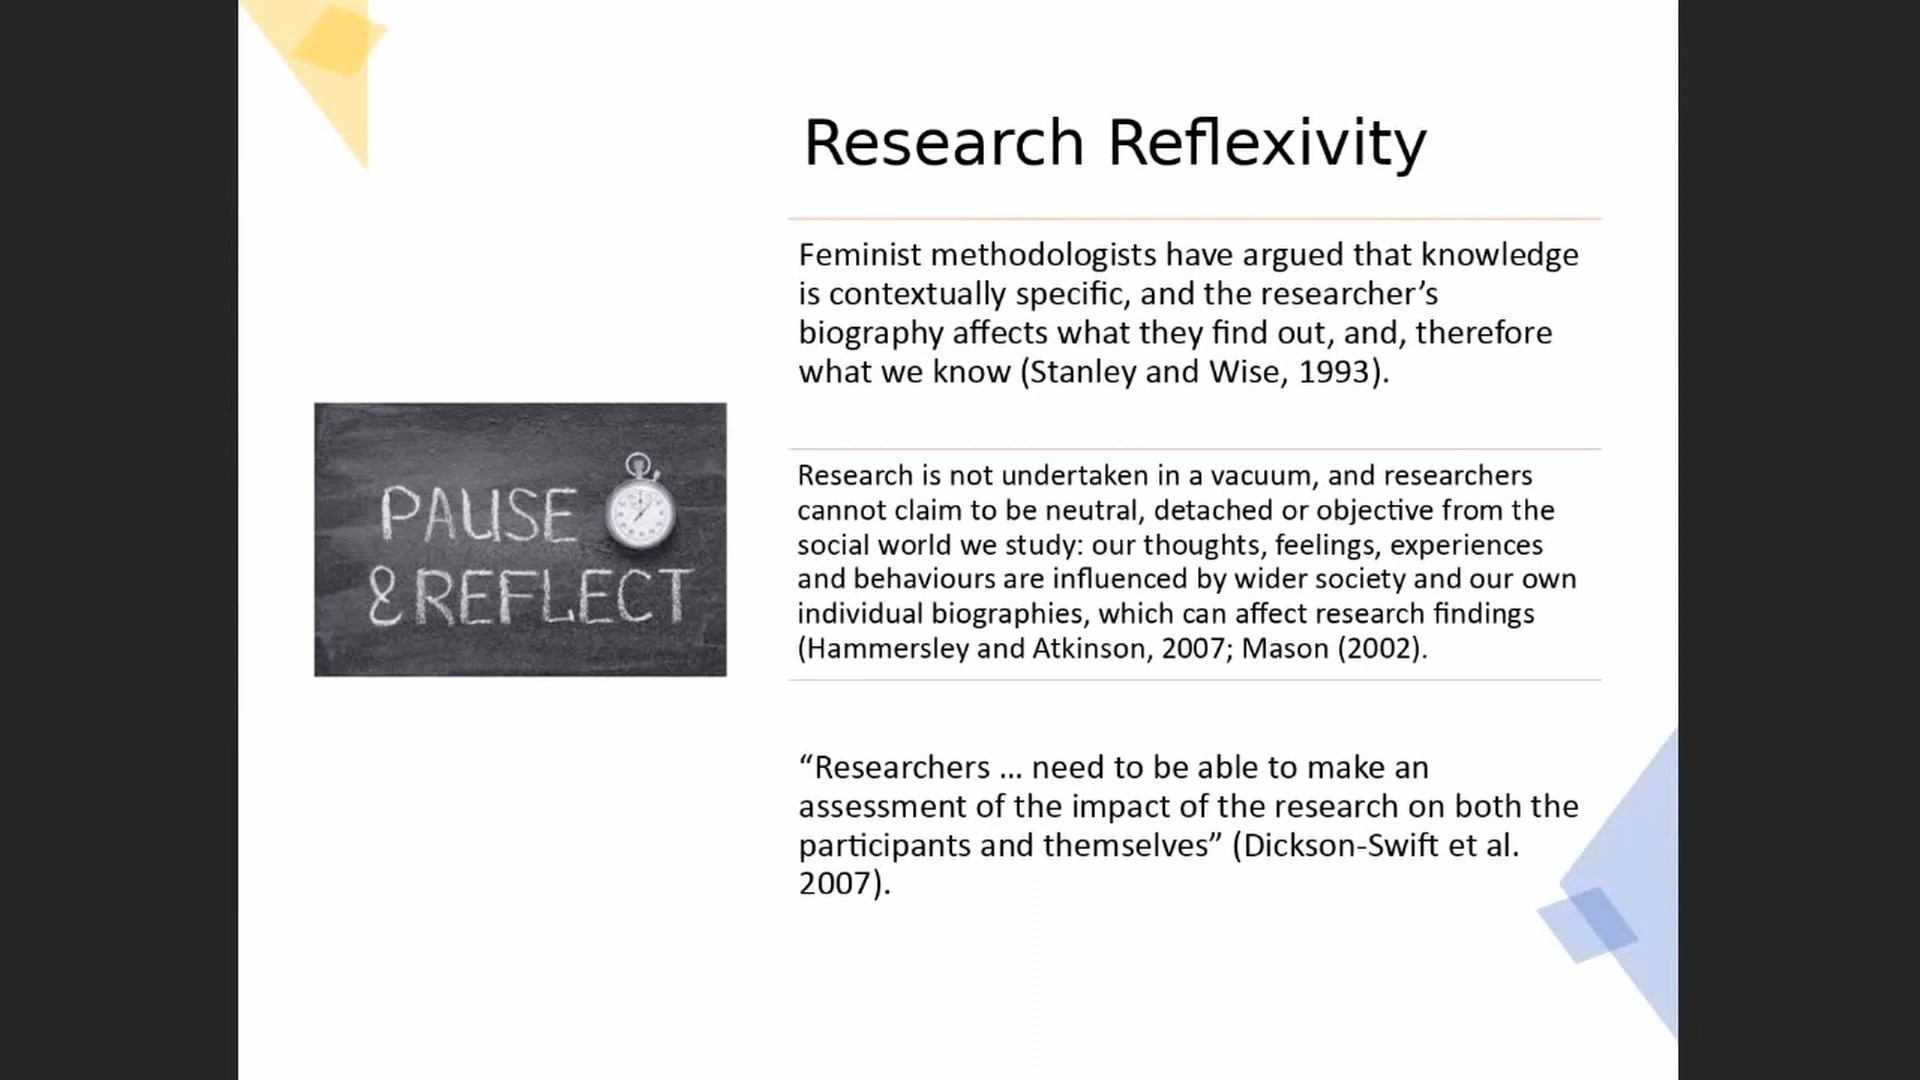 Research Reflexivity
Feminist methodologists have argued that knowledge
is contextually specific, and the researcher’s
biography affects what they find out, and, therefore
what we know (Stanley and Wise, 1993).
PAUSE
& REFLECT
Research is not undertaken in a vacuum, and researchers
cannot claim to be neutral, detached or objective from the
social world we study: our thoughts, feelings, experiences
and behaviours are influenced by wider society and our own
individual biographies, which can affect research findings
(Hammersley and Atkinson, 2007; Mason (2002).
“Researchers ... need to be able to make an
assessment of the impact of the research on both the
participants and themselves” (Dickson-Swift et al.
2007).